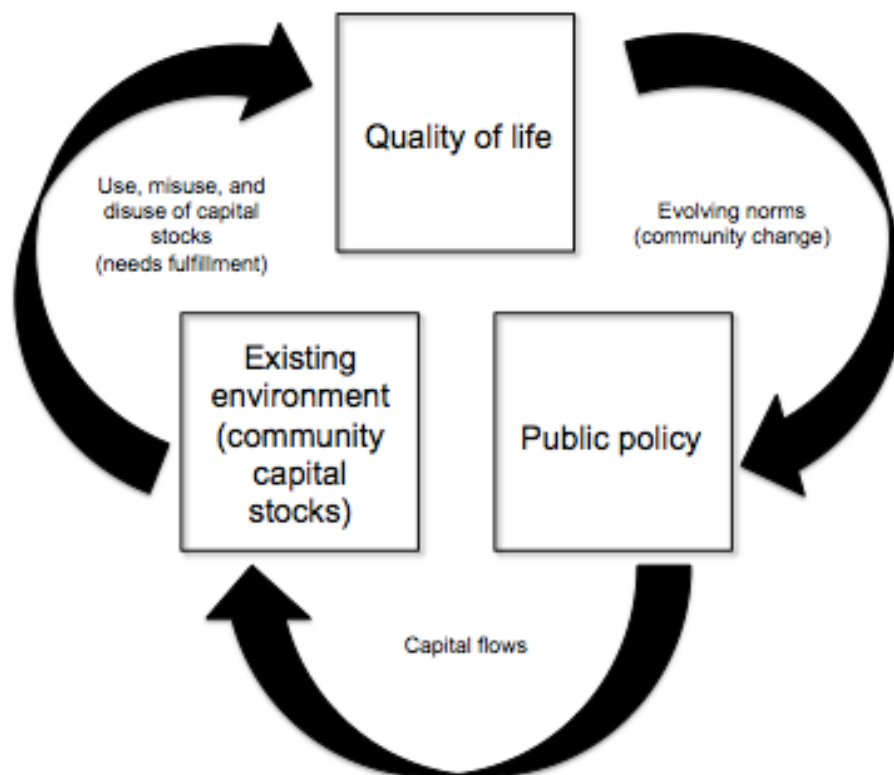 Quality of life
Use, misuse, and
disuse of capital
stocks
(needs fulfillment)
Evolving norms
(community change)
Existing
environment
(community
capital
stocks)
Public policy
Capital flows